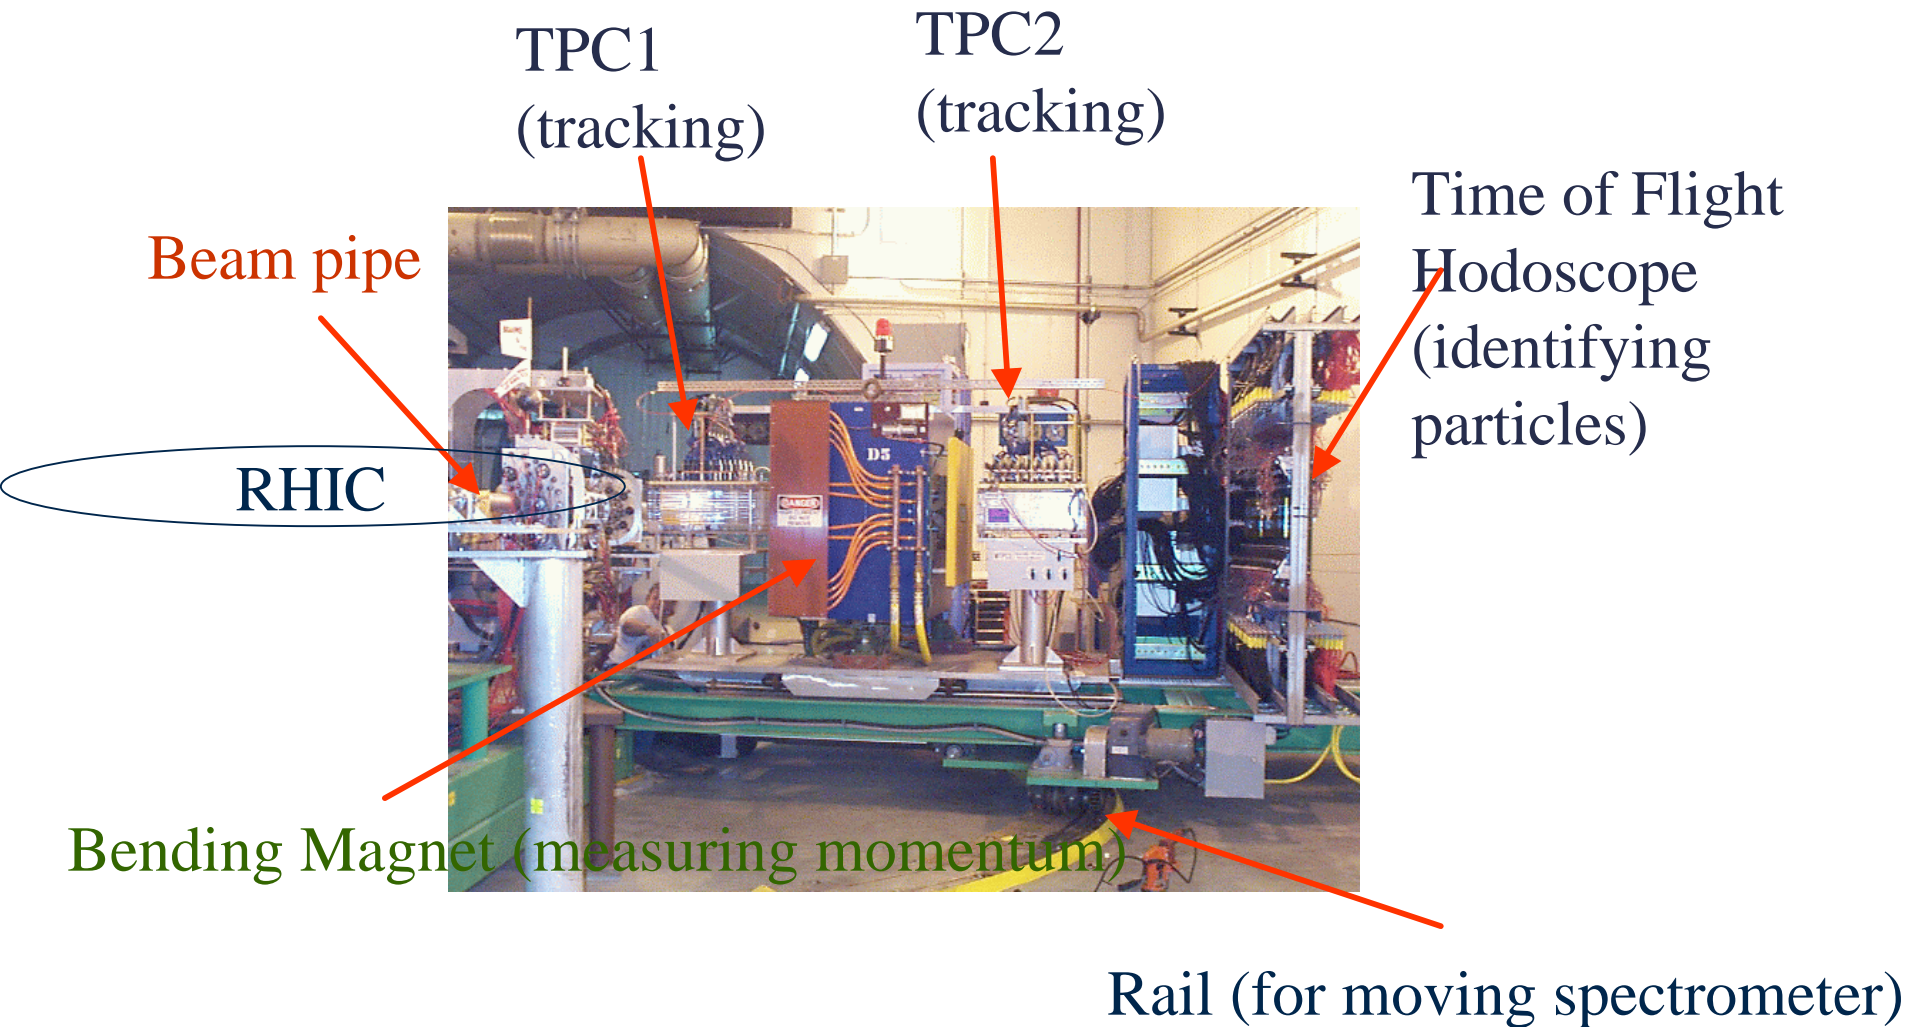 TPC1
(tracking)
TPC2
(tracking)
Time of Flight
Hodoscope
(identifying
particles)
Beam pipe
RHIC
D5
DANGER
Bending Magnet (measuring momentum)
Rail (for moving spectrometer)